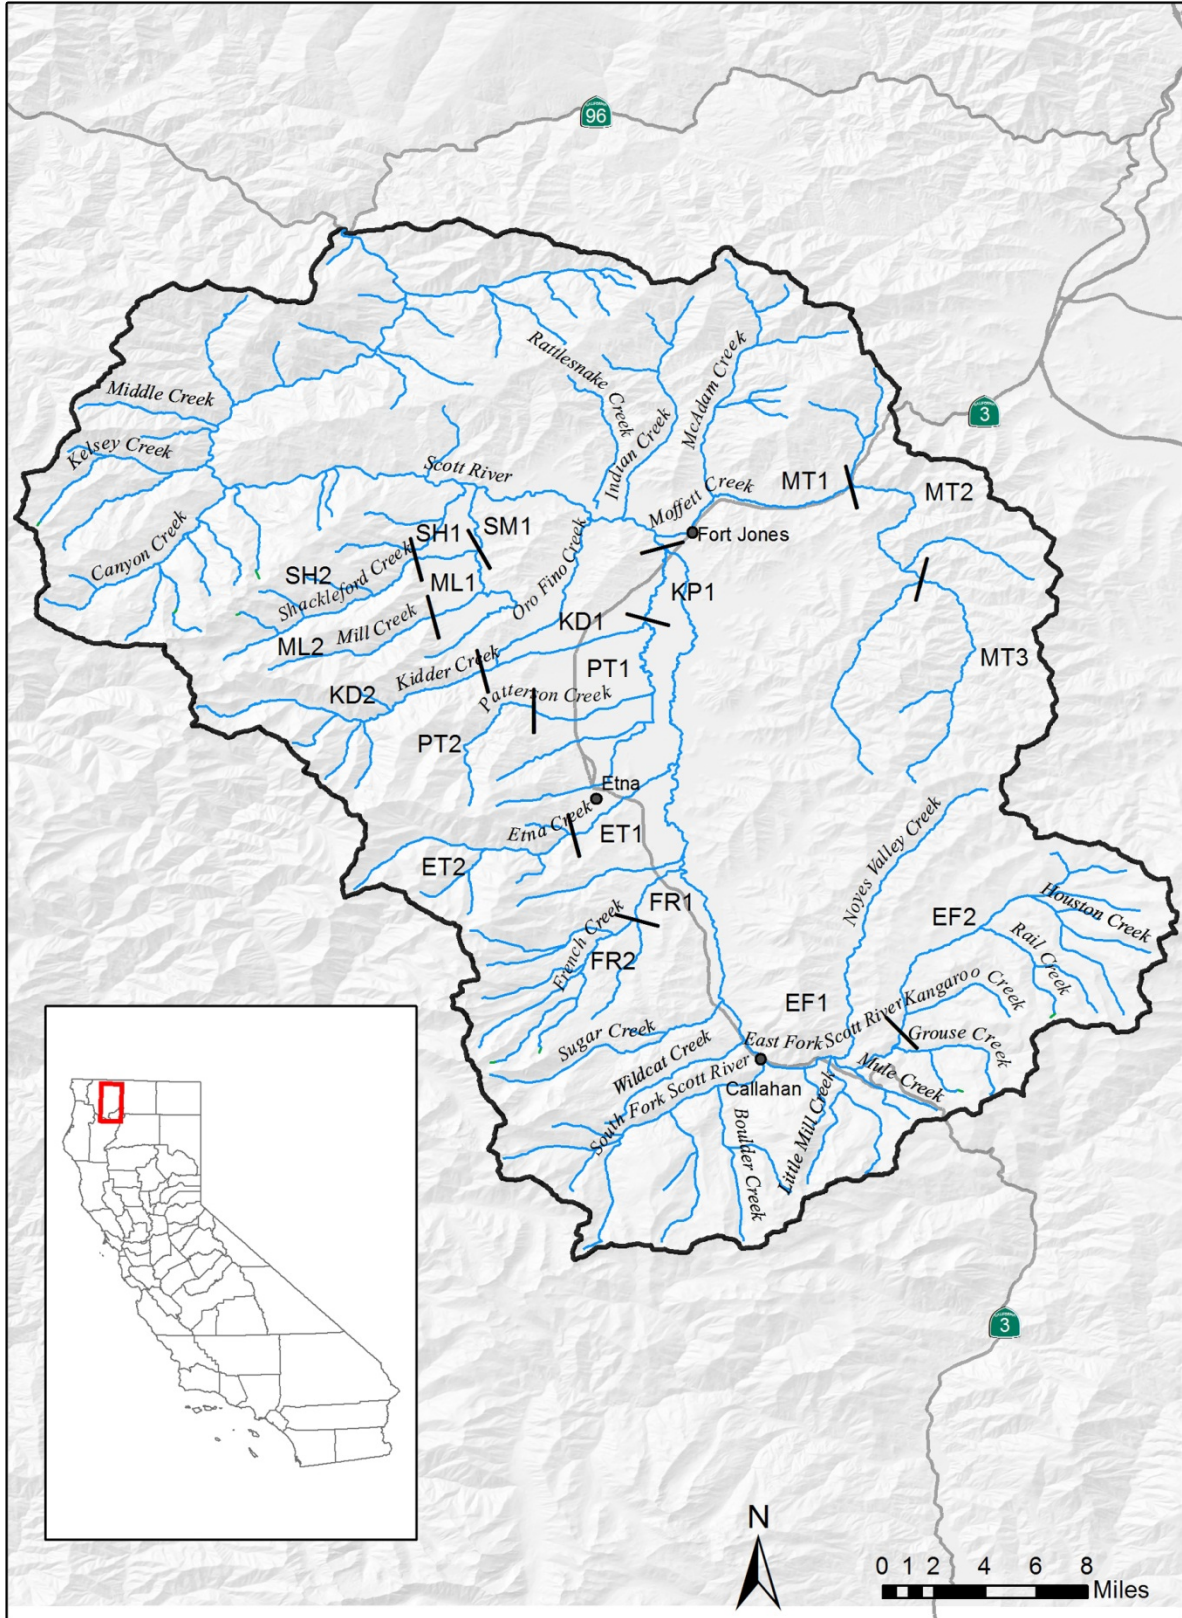 CALIFORNIA
96
CALIFORNIA
3
Rattlesnake Creek
McAdam Creek
Middle Creek
Indian Creek
Kelsey Creek
Scott River
MT1
MT2
Moffett Creek
Canyon Creek
SH1
SM1
Fort Jones
SH2
Shackleford Creek
ML1
Oro Fino Creek
KP1
Mill Creek
KD1
ML2
MT3
Kidder Creek
PT1
KD2
Patterson Creek
PT2
Etna
Etna Creek
ET1
Noyes Valley Creek
ET2
Houston Creek
FR1
EF2
French Creek
Rail Creek
FR2
Kangaroo Creek
EF1
Sugar Creek
East Fork Scott River
Grouse Creek
Wildcat Creek
Mule Creek
South Fork Scott River
Callahan
Little Mill Creek
Boulder Creek
CALIFORNIA
3
N
0 1 2 4 6 8
Miles